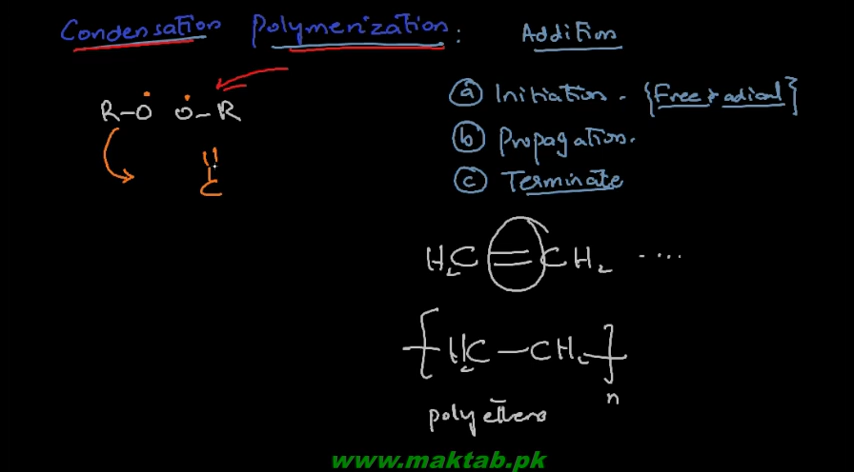 Condensation Polymerization : Addition
(a) Initiation. {Free radical}
(b) Propagation.
(c) Terminate
R–O• •O–R
C
H₂C=CH₂ ....
[H₂C–CH₂]n
polyethene
www.maktab.pk